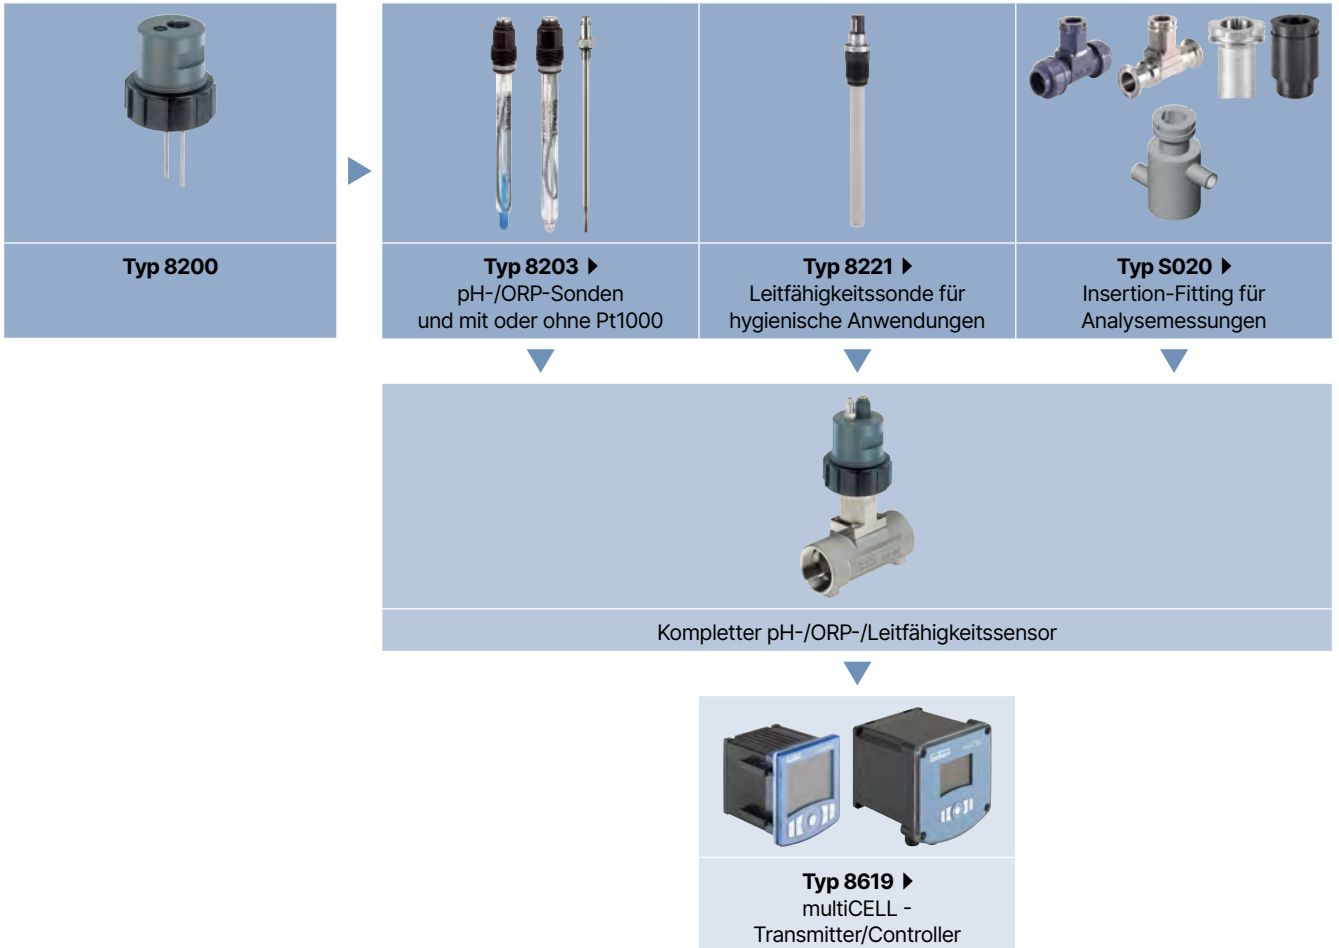 Typ 8200
Typ 8203
pH-/ORP-Sonden
und mit oder ohne Pt1000
Typ 8221
Leitfähigkeitssonde für
hygienische Anwendungen
Typ S020
Insertion-Fitting für
Analysemessungen
Kompletter pH-/ORP-/Leitfähigkeitssensor
Typ 8619
multiCELL -
Transmitter/Controller